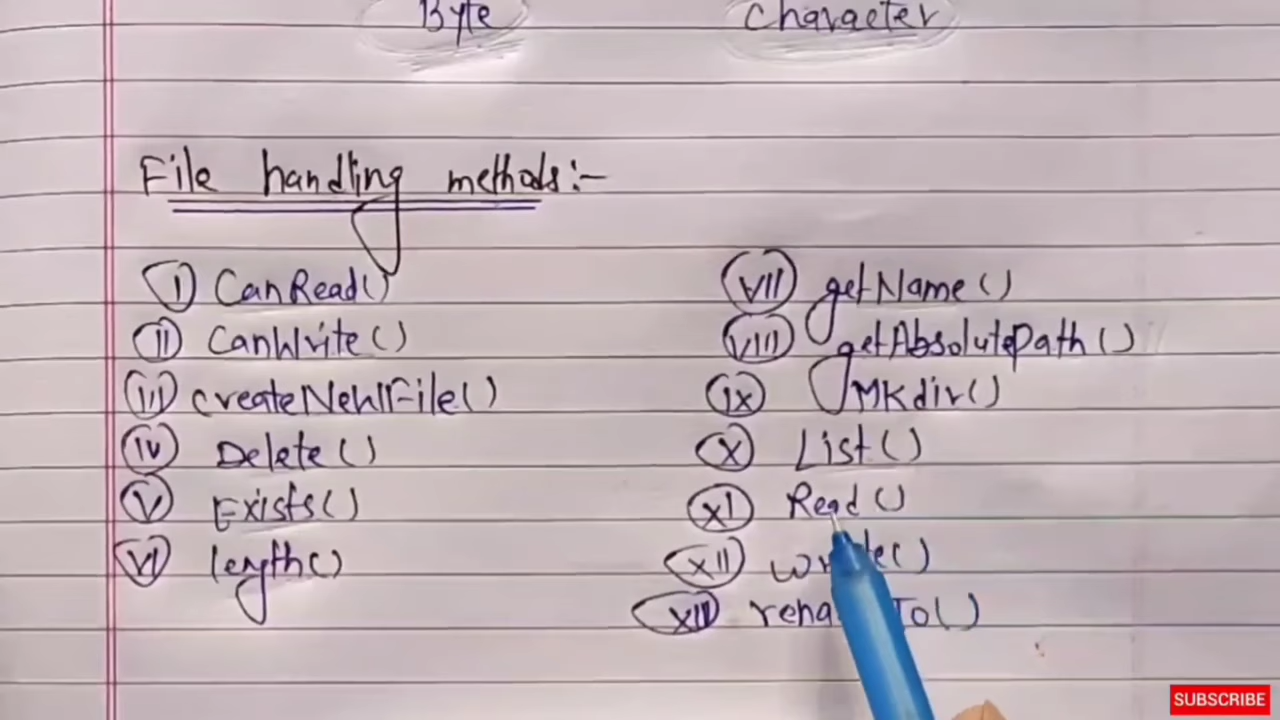 Byte Character
File handling methods:-
I CanRead()
II CanWrite()
III createNewFile()
IV Delete()
V Exists()
VI length()
VII getName()
VIII getAbsolutePath()
IX MKdir()
X List()
XI Read()
XII
XIII
SUBSCRIBE